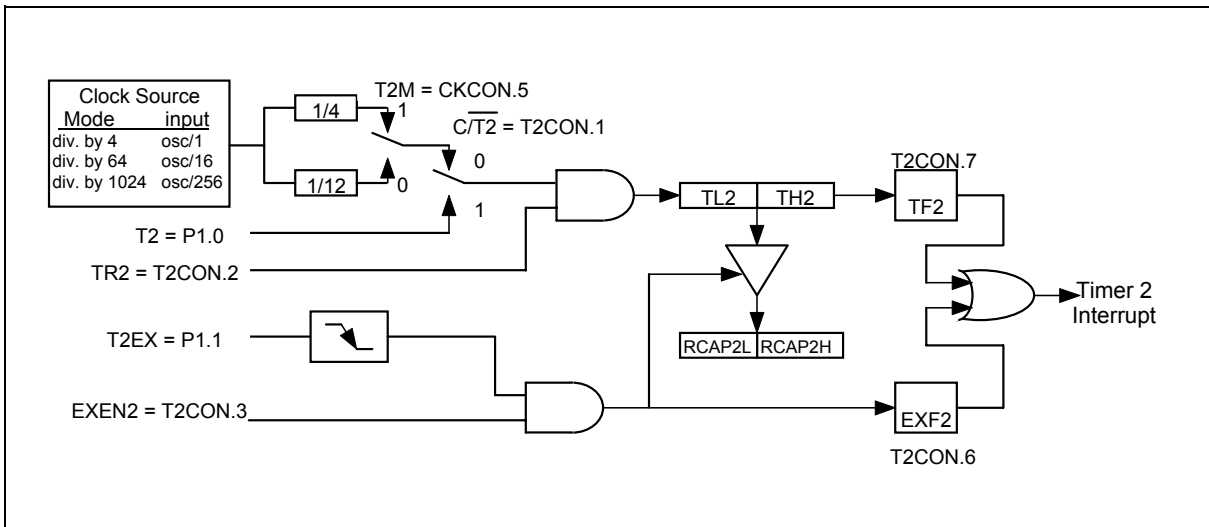 Clock Source
Mode input
div. by 4 osc/1
div. by 64 osc/16
div. by 1024 osc/256
1/4
1/12
T2M = CKCON.5
1
0
C/T2 = T2CON.1
0
1
T2 = P1.0
TR2 = T2CON.2
TL2 TH2
T2CON.7
TF2
T2EX = P1.1
RCAP2L RCAP2H
Timer 2
Interrupt
EXEN2 = T2CON.3
EXF2
T2CON.6